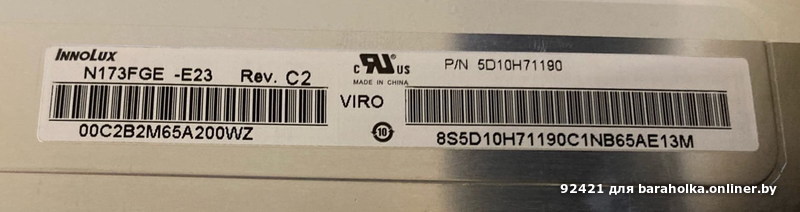 INNOLUX
N173FGE -E23 Rev. C2
00C2B2M65A200WZ
c RU US
MADE IN CHINA
VIRO
10
P/N 5D10H71190
8S5D10H71190C1NB65AE13M
92421 для baraholka.onliner.by